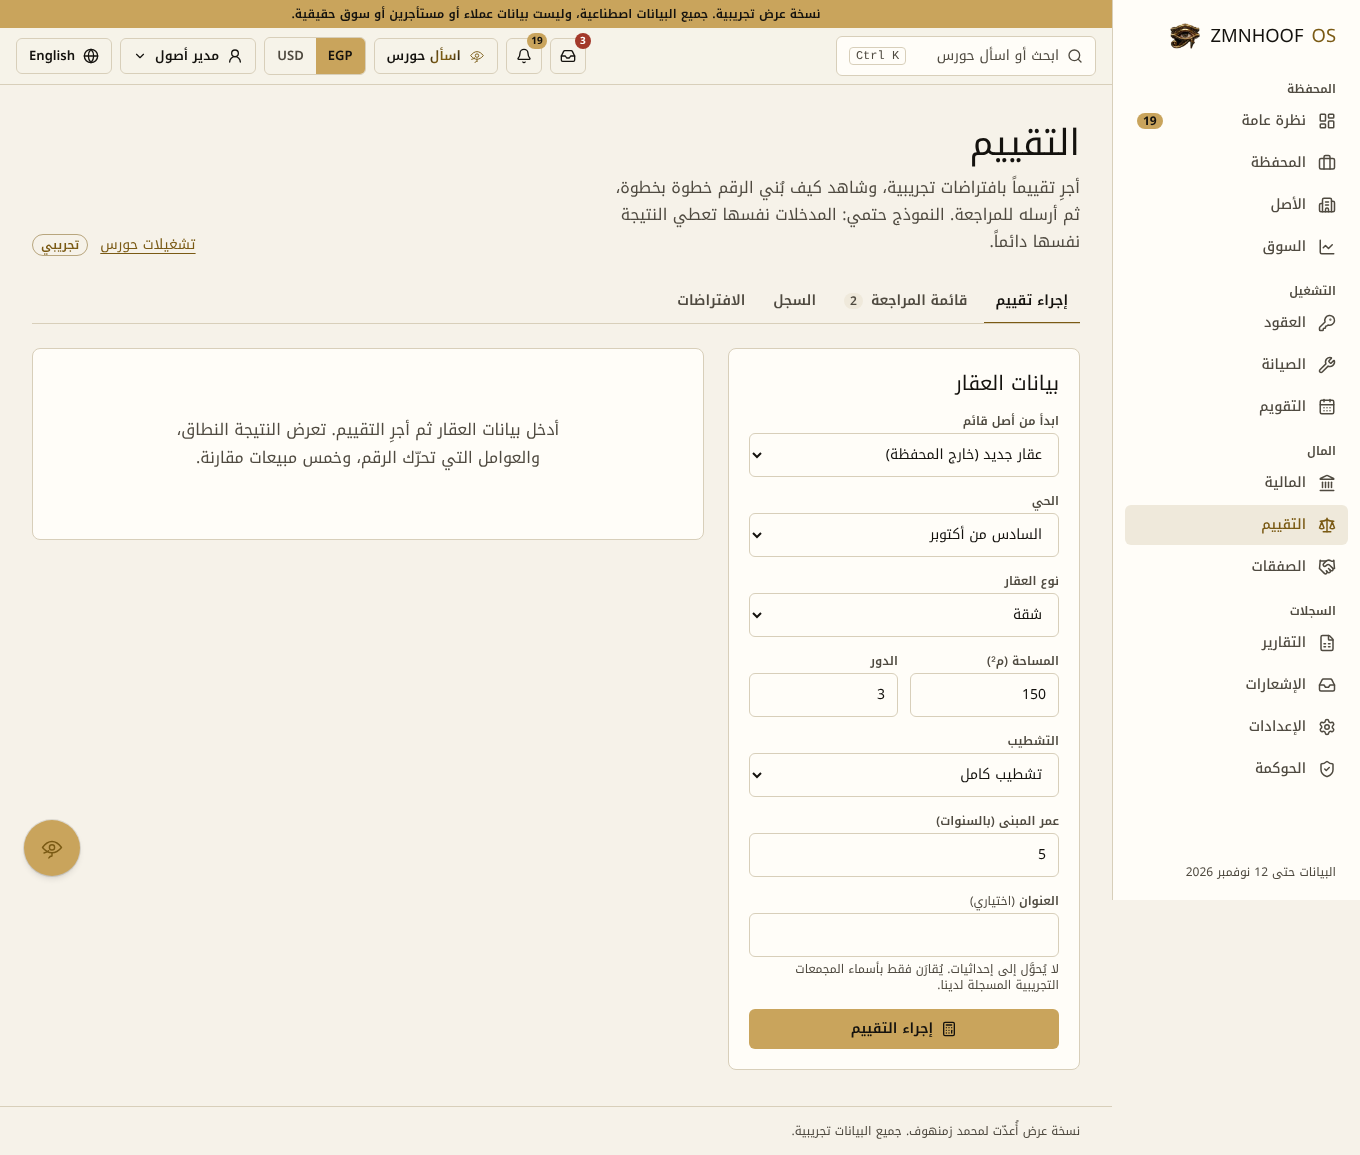 نسخة عرض تجريبية. جميع البيانات اصطناعية، وليست بيانات عملاء أو مستأجرين أو سوق حقيقية.
ZMNHOOF OS
المحفظة
نظرة عامة 19
المحفظة
الأصل
السوق
التشغيل
العقود
الصيانة
التقويم
المال
المالية
التقييم
الصفقات
السجلات
التقارير
الإشعارات
الإعدادات
الحوكمة
البيانات حتى 12 نوفمبر 2026
ابحث أو اسأل حورس Ctrl K
3
19
اسأل حورس
EGP USD
مدير أصول
English
التقييم
أجرِ تقييماً بافتراضات تجريبية، وشاهد كيف بُني الرقم خطوة بخطوة،
ثم أرسله للمراجعة. النموذج حتمي: المدخلات نفسها تعطي النتيجة
نفسها دائماً.
تشغيلات حورس تجريبي
إجراء تقييم
قائمة المراجعة 2
السجل
الافتراضات
بيانات العقار
ابدأ من أصل قائم
عقار جديد (خارج المحفظة)
الحي
السادس من أكتوبر
نوع العقار
شقة
المساحة (م²) الدور
150 3
التشطيب
تشطيب كامل
عمر المبنى (بالسنوات)
5
العنوان (اختياري)
لا يُحوَّل إلى إحداثيات. يُقارَن فقط بأسماء المجمعات
التجريبية المسجلة لدينا.
إجراء التقييم
أدخل بيانات العقار ثم أجرِ التقييم. تعرض النتيجة النطاق،
والعوامل التي تحرّك الرقم، وخمس مبيعات مقارنة.
نسخة عرض أُعدّت لمحمد زمنهوف. جميع البيانات تجريبية.